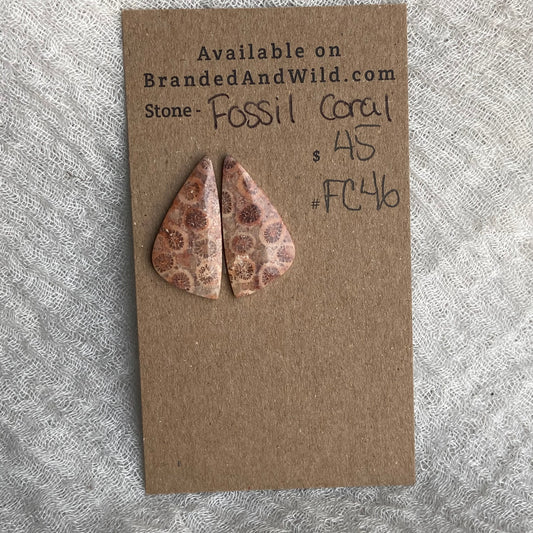 Available on
BrandedAndWild.com
Stone- Fossil Coral
$ 45
#FC46